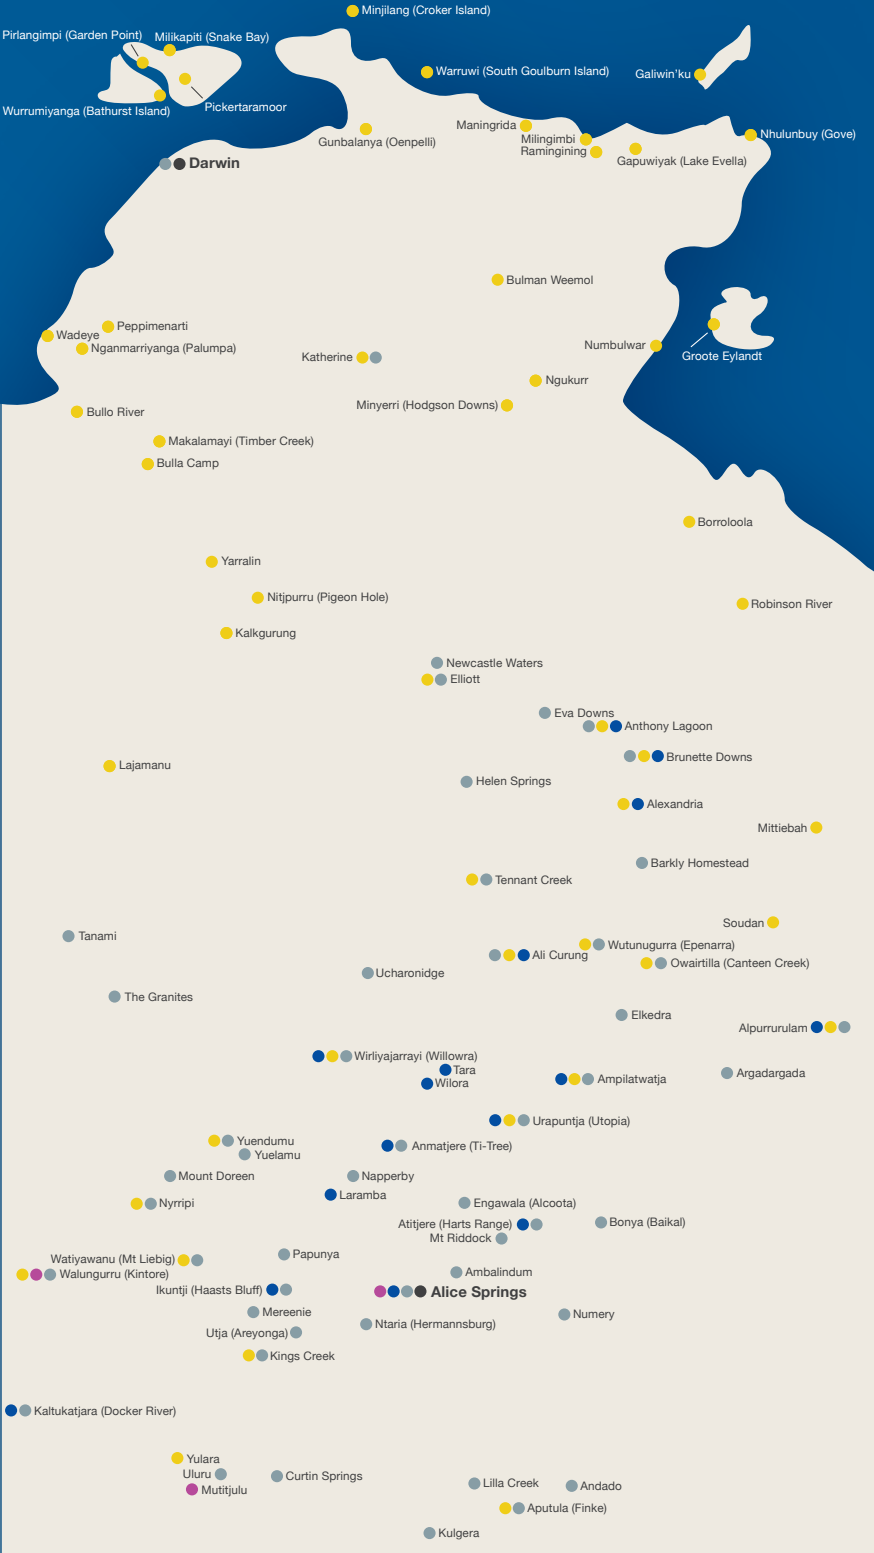 Minjilang (Croker Island)
Pirlangimpi (Garden Point)
Milikapiti (Snake Bay)
Warruwi (South Goulburn Island)
Galiwin'ku
Wurrumiyanga (Bathurst Island)
Pickertaramoor
Maningrida
Gunbalanya (Oenpelli)
Milingimbi
Nhulunbuy (Gove)
Ramingining
Gapuwiyak (Lake Evella)
Darwin
Bulman Weemol
Peppimenarti
Wadeye
Nganmarriyanga (Palumpa)
Numbulwar
Katherine
Groote Eylandt
Ngukurr
Minyerri (Hodgson Downs)
Bullo River
Makalamayi (Timber Creek)
Bulla Camp
Borroloola
Yarralin
Nitjpurru (Pigeon Hole)
Robinson River
Kalkgurung
Newcastle Waters
Elliott
Eva Downs
Anthony Lagoon
Brunette Downs
Lajamanu
Helen Springs
Alexandria
Mittiebah
Barkly Homestead
Tennant Creek
Soudan
Tanami
Wutunugurra (Epenarra)
Ali Curung
Owairtilla (Canteen Creek)
Ucharonidge
The Granites
Elkedra
Alpurrurulam
Wirliyajarrayi (Willowra)
Tara
Wilora
Ampilatwatja
Argadargada
Urapuntja (Utopia)
Yuendumu
Anmatjere (Ti-Tree)
Yuelamu
Mount Doreen
Napperby
Laramba
Nyrripi
Engawala (Alcoota)
Atitjere (Harts Range)
Bonya (Baikal)
Mt Riddock
Papunya
Watiyawanu (Mt Liebig)
Walungurru (Kintore)
Ambalindum
Ikuntji (Haasts Bluff)
Alice Springs
Mereenie
Numery
Ntaria (Hermannsburg)
Utja (Areyonga)
Kings Creek
Kaltukatjara (Docker River)
Yulara
Uluru
Curtin Springs
Mutitjulu
Lilla Creek
Andado
Aputula (Finke)
Kulgera